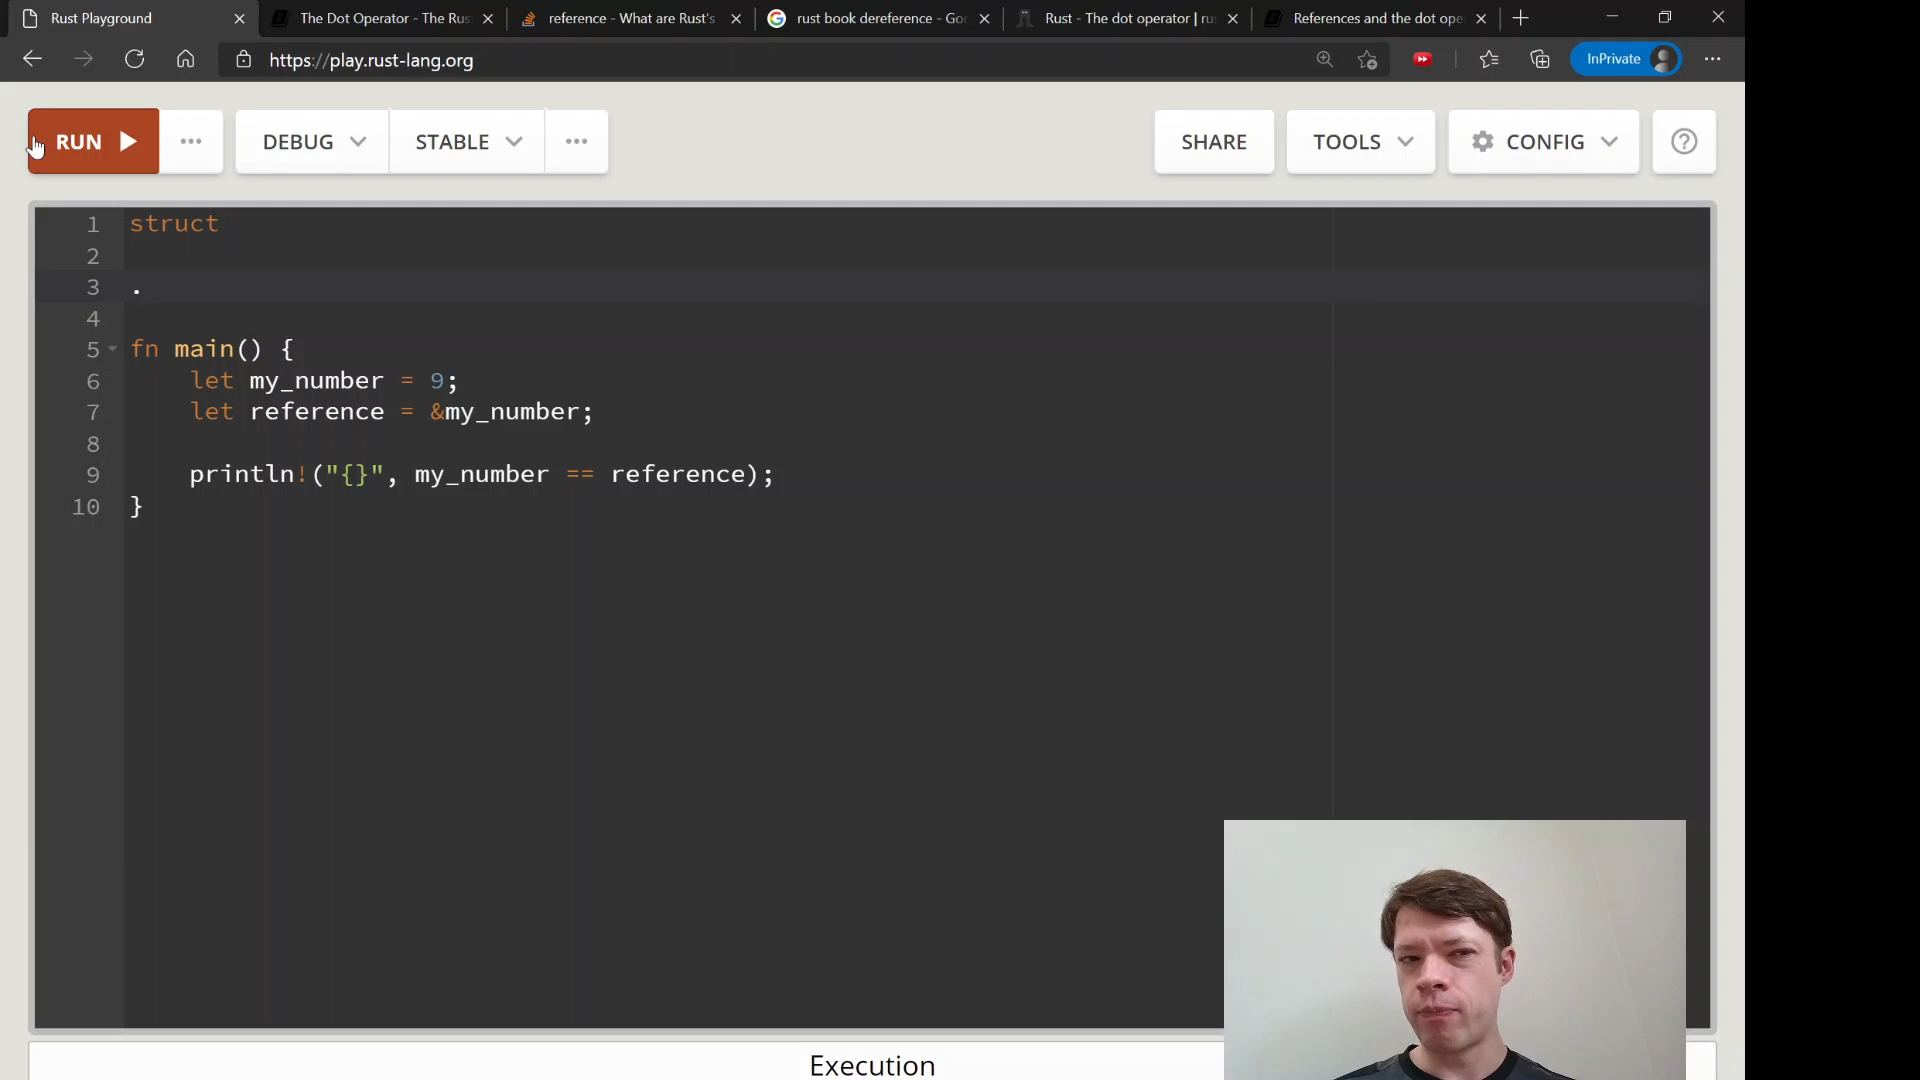 Rust Playground
The Dot Operator - The Rus
reference - What are Rust's
rust book dereference - Goo
Rust - The dot operator | rus
References and the dot ope
https://play.rust-lang.org
InPrivate
RUN
DEBUG
STABLE
SHARE
TOOLS
CONFIG
1 struct
2
3 .
4
5 fn main() {
6 let my_number = 9;
7 let reference = &my_number;
8
9 println!("{}", my_number == reference);
10 }
Execution